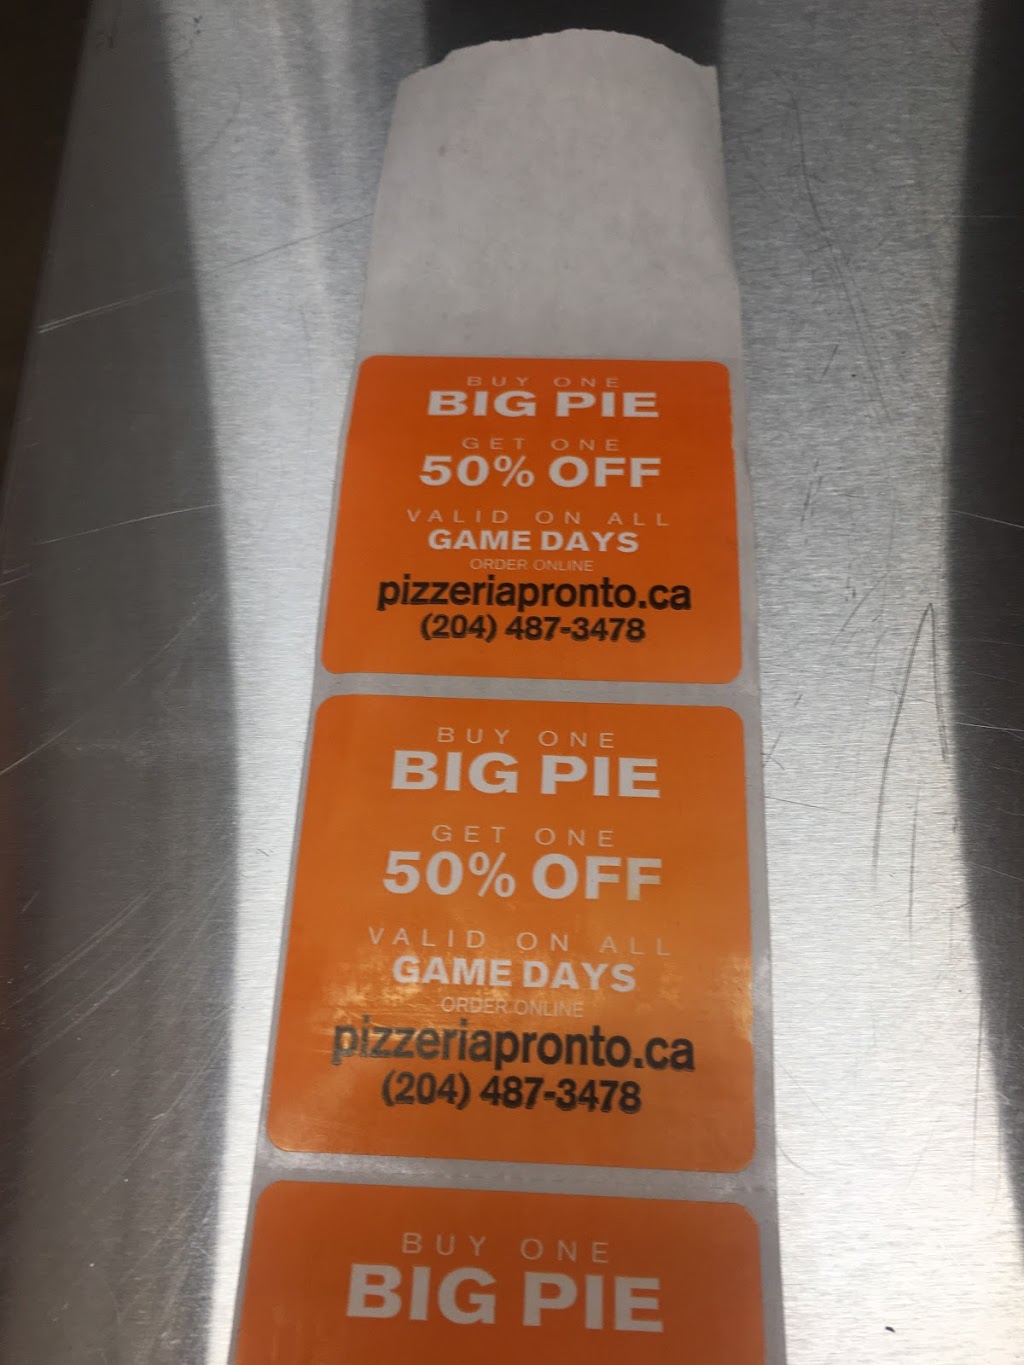 BUY ONE
BIG PIE
GET ONE
50% OFF
VALID ON ALL
GAME DAYS
ORDER ONLINE
pizzeriapronto.ca
(204) 487-3478
BUY ONE
BIG PIE
GET ONE
50% OFF
VALID ON ALL
GAME DAYS
ORDER ONLINE
pizzeriapronto.ca
(204) 487-3478
BUY ONE
BIG PIE